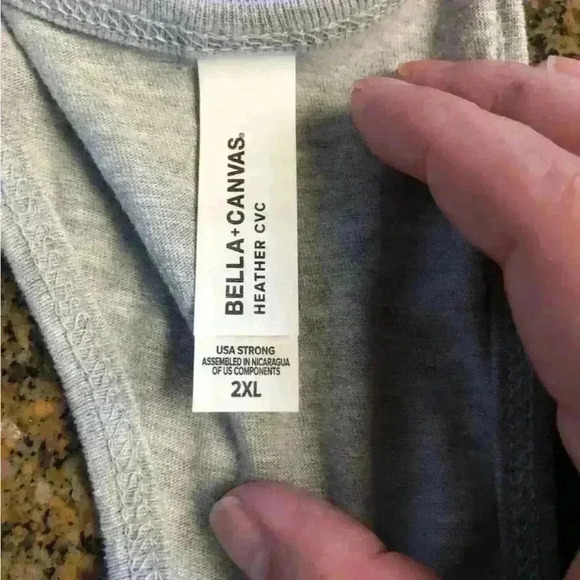 BELLA+CANVAS®
HEATHER CVC
USA STRONG
ASSEMBLED IN NICARAGUA
OF US COMPONENTS
2XL